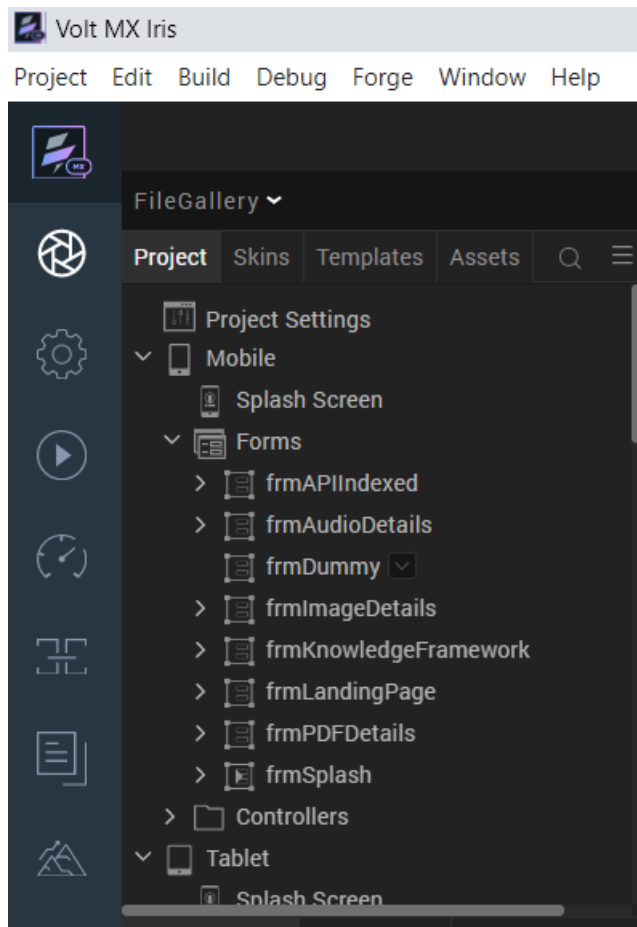 Volt MX Iris
Project Edit Build Debug Forge Window Help
MX
FileGallery
Project Skins Templates Assets
Project Settings
Mobile
Splash Screen
Forms
frmAPIIndexed
frmAudioDetails
frmDummy
frmImageDetails
frmKnowledgeFramework
frmLandingPage
frmPDFDetails
frmSplash
Controllers
Tablet
Splash Screen